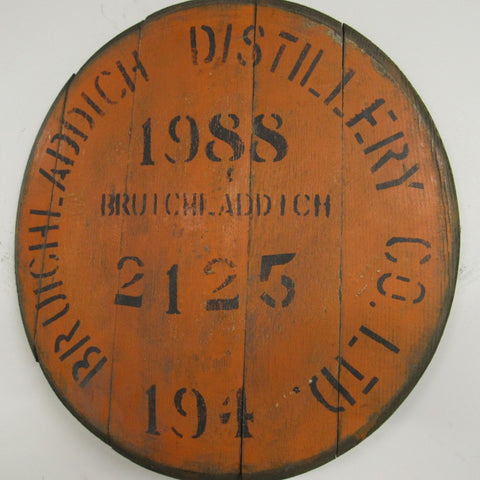 BRUICHLADDICH DISTILLERY CO. LTD.
1988
BRUICHLADDICH
2125
194